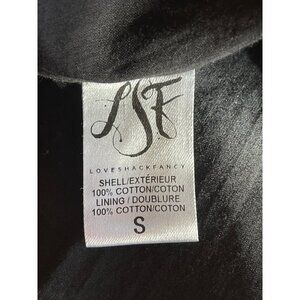 LSF
LOVESHACKFANCY
SHELL/EXTÉRIEUR
100% COTTON/COTON
LINING / DOUBLURE
100% COTTON/COTON
S